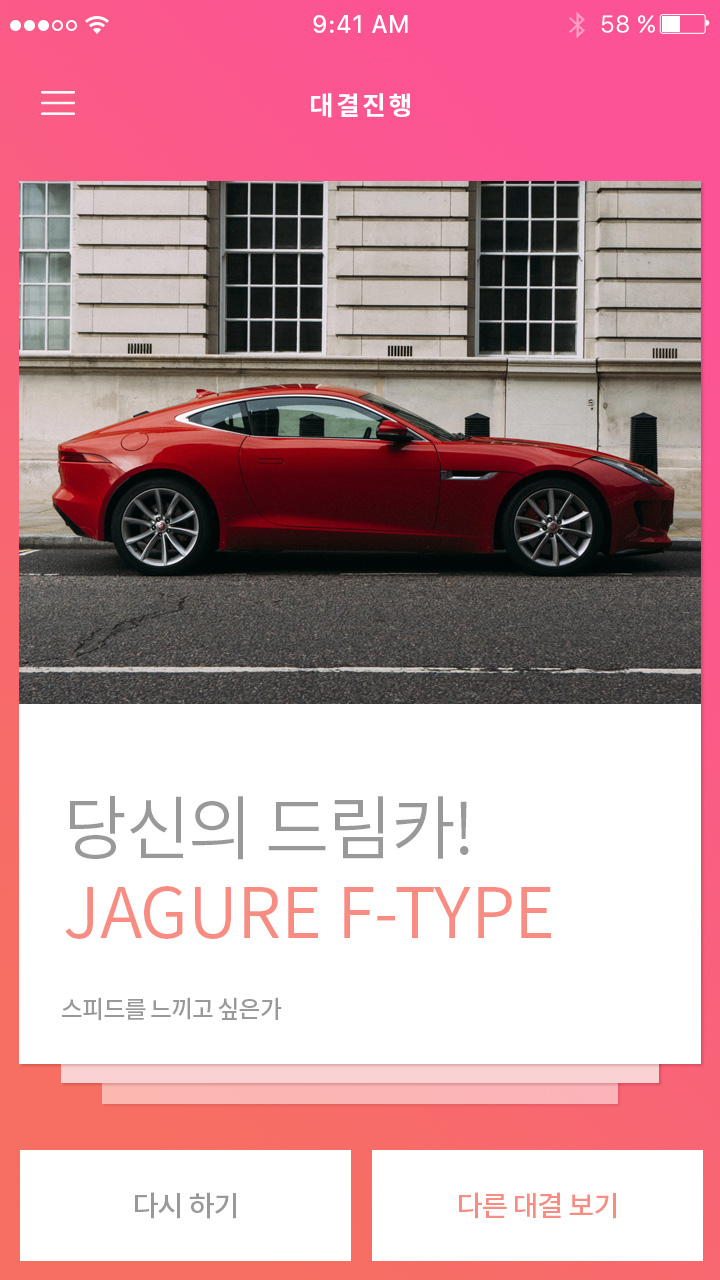 9:41 AM
58 %
대결진행
당신의 드림카!
JAGURE F-TYPE
스피드를 느끼고 싶은가
다시 하기
다른 대결 보기